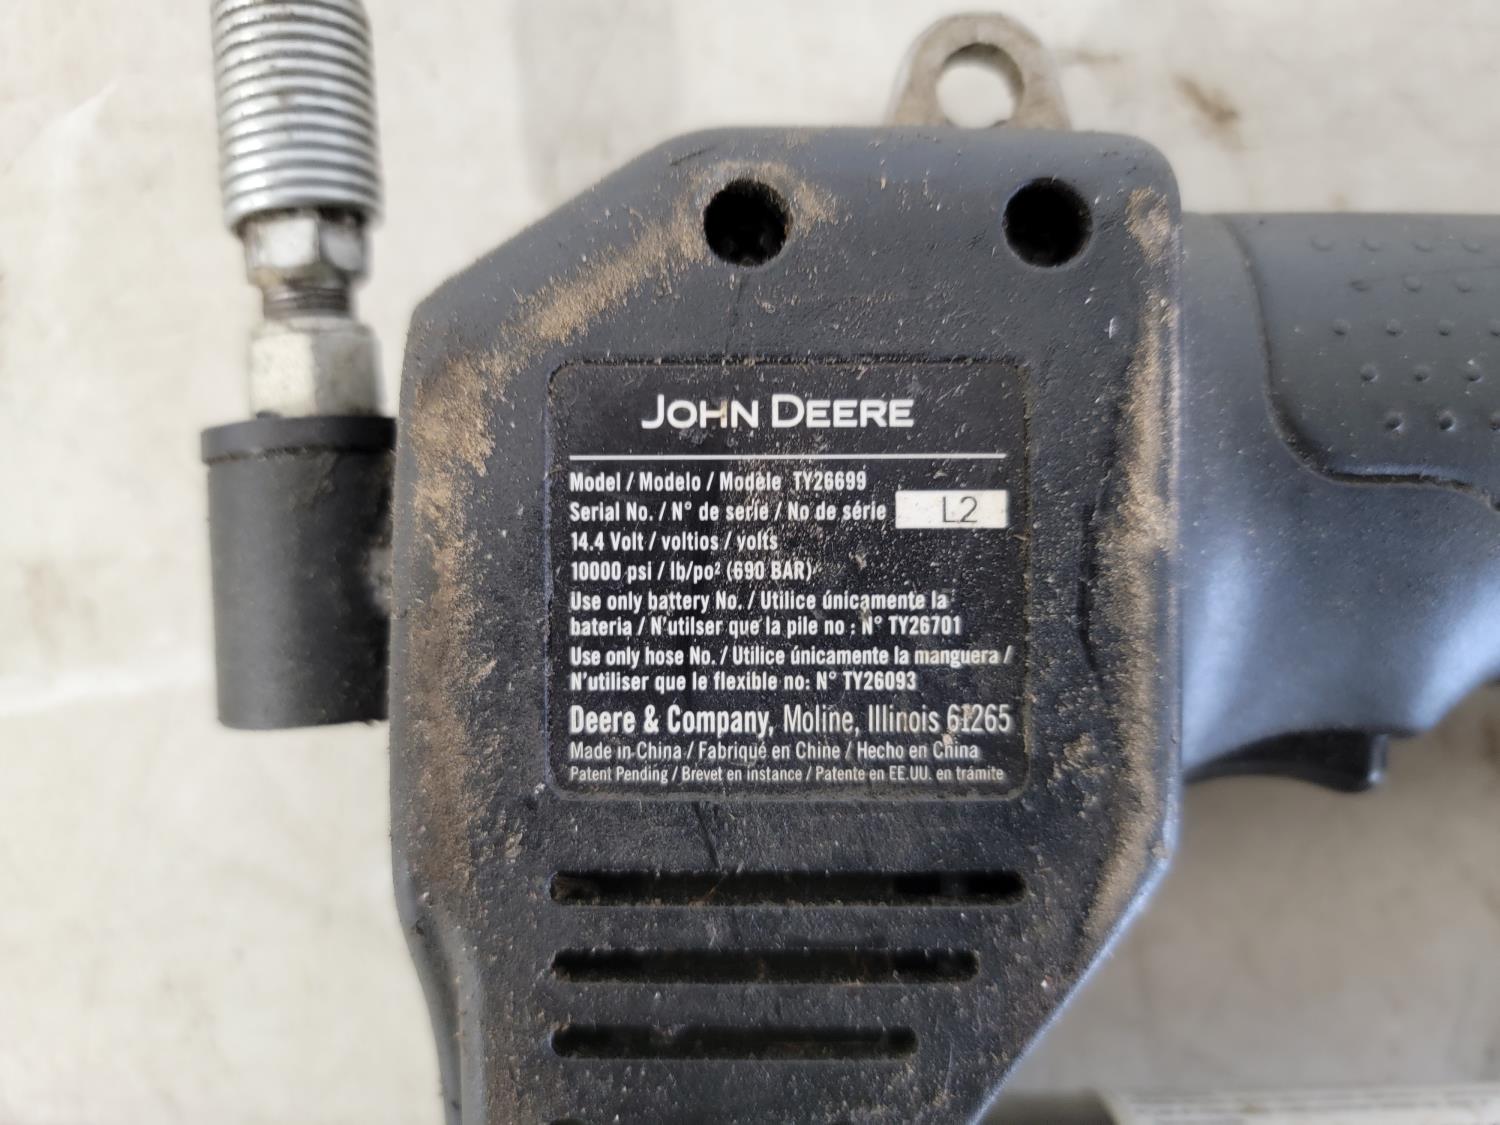 JOHN DEERE
Model / Modelo / Modèle TY26699
Serial No. / N° de serie / No de série L2
14.4 Volt / voltios / volts
10000 psi / lb/po² (690 BAR)
Use only battery No. / Utilice únicamente la
bateria / N'utilser que la pile no : N° TY26701
Use only hose No. / Utilice únicamente la manguera /
N'utiliser que le flexible no: N° TY26093
Deere & Company, Moline, Illinois 61265
Made in China / Fabriqué en Chine / Hecho en China
Patent Pending / Brevet en instance / Patente en EE.UU. en trámite